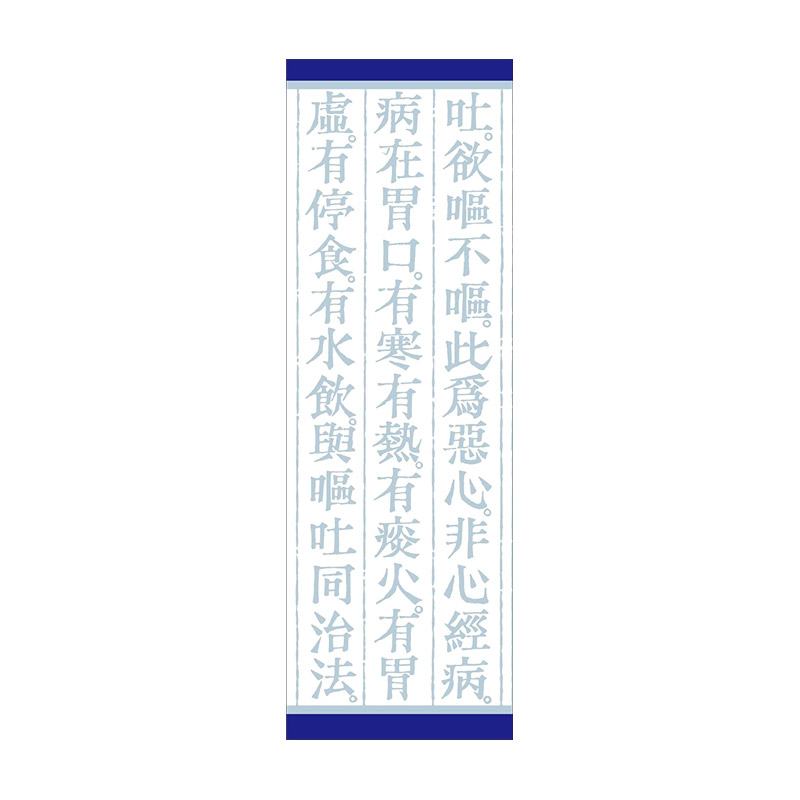 吐。欲嘔不嘔。此爲惡心。非心經病。
病在胃口。有寒有熱。有痰火。有胃
虛。有停食。有水飮。與嘔吐同治法。